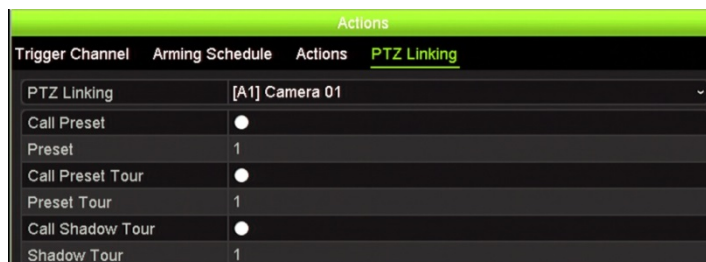 Actions
Trigger Channel Arming Schedule Actions PTZ Linking
PTZ Linking [A1] Camera 01
Call Preset
Preset 1
Call Preset Tour
Preset Tour 1
Call Shadow Tour
Shadow Tour 1